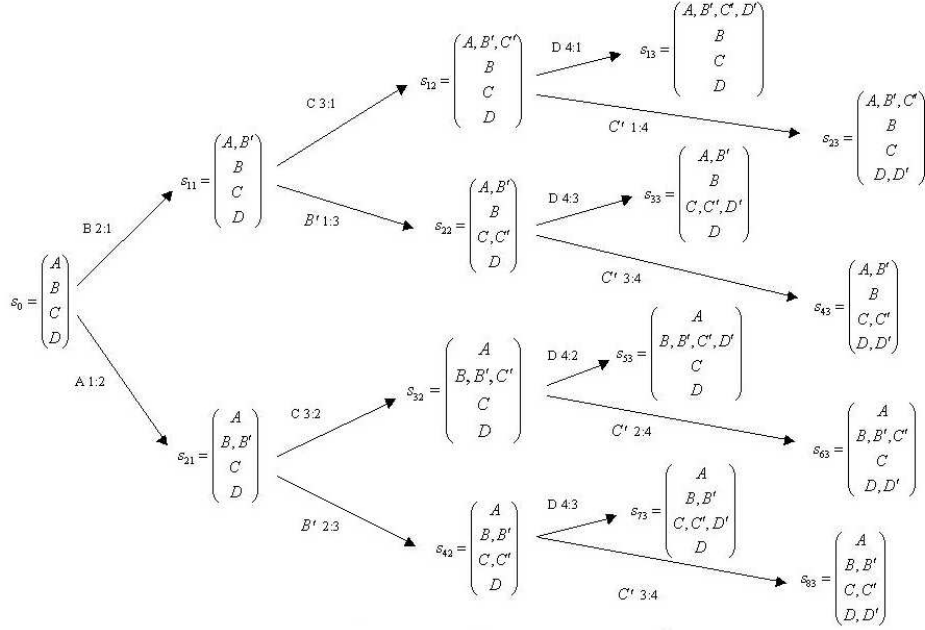 s₀ =
A
B
C
D
B 2:1
A 1:2
s₁₁ =
A, B'
B
C
D
s₂₁ =
A
B, B'
C
D
C 3:1
B' 1:3
C 3:2
B' 2:3
s₁₂ =
A, B', C'
B
C
D
s₂₂ =
A, B'
B
C, C'
D
s₃₂ =
A
B, B', C'
C
D
s₄₂ =
A
B, B'
C, C'
D
D 4:1
C' 1:4
D 4:3
C' 3:4
D 4:2
C' 2:4
D 4:3
C' 3:4
s₁₃ =
A, B', C', D'
B
C
D
s₂₃ =
A, B', C'
B
C
D, D'
s₃₃ =
A, B'
B
C, C', D'
D
s₄₃ =
A, B'
B
C, C'
D, D'
s₅₃ =
A
B, B', C', D'
C
D
s₆₃ =
A
B, B', C'
C
D, D'
s₇₃ =
A
B, B'
C, C', D'
D
s₈₃ =
A
B, B'
C, C'
D, D'